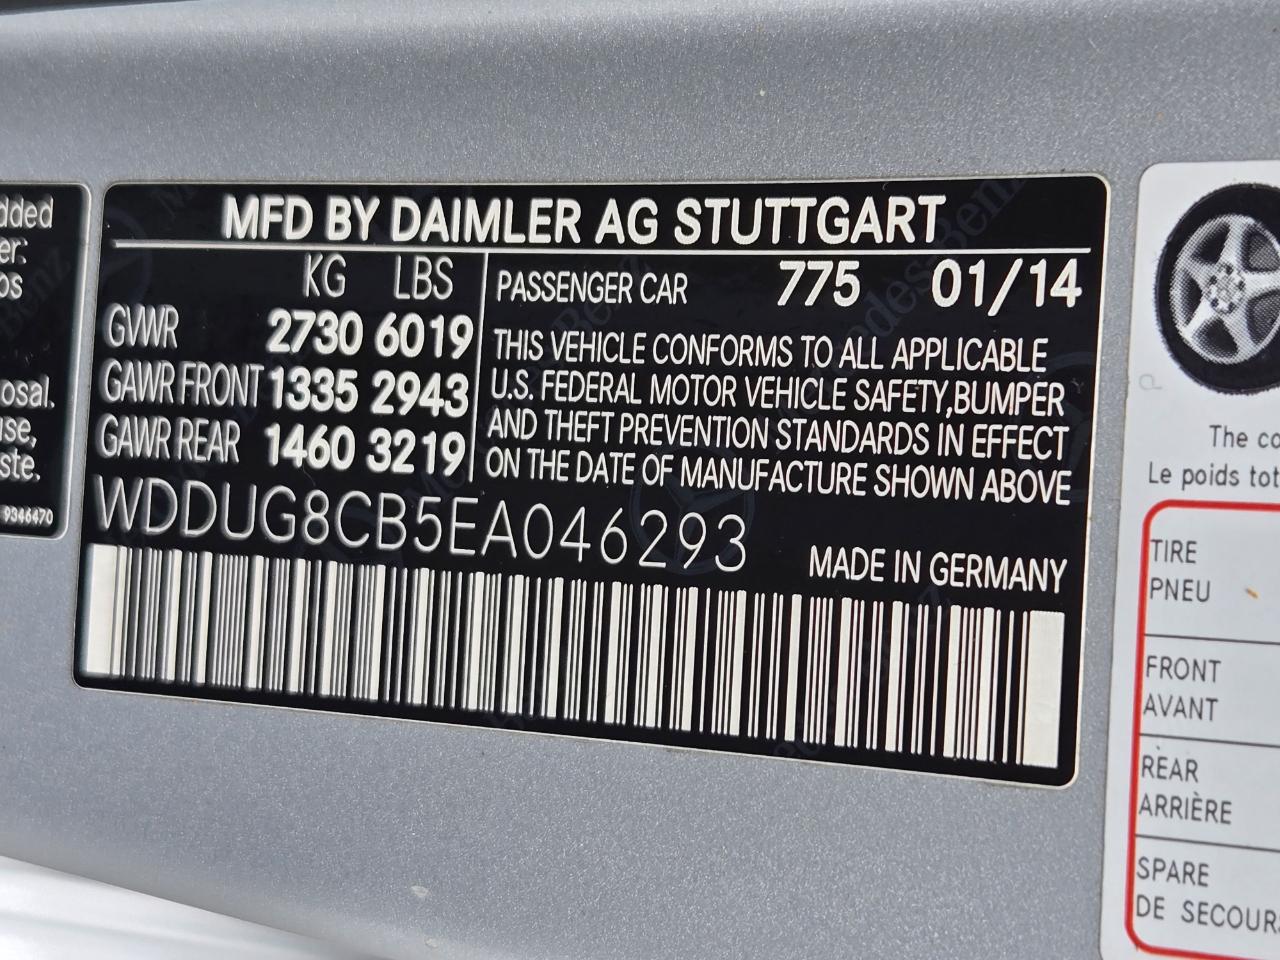 dded
er:
os
osal.
use,
ste.
9346470
MFD BY DAIMLER AG STUTTGART
KG LBS
GVWR 2730 6019
GAWR FRONT 1335 2943
GAWR REAR 1460 3219
PASSENGER CAR 775 01/14
THIS VEHICLE CONFORMS TO ALL APPLICABLE
U.S. FEDERAL MOTOR VEHICLE SAFETY,BUMPER
AND THEFT PREVENTION STANDARDS IN EFFECT
ON THE DATE OF MANUFACTURE SHOWN ABOVE
WDDUG8CB5EA046293
MADE IN GERMANY
The co
Le poids tot
TIRE
PNEU
FRONT
AVANT
REAR
ARRIÈRE
SPARE
DE SECOURS